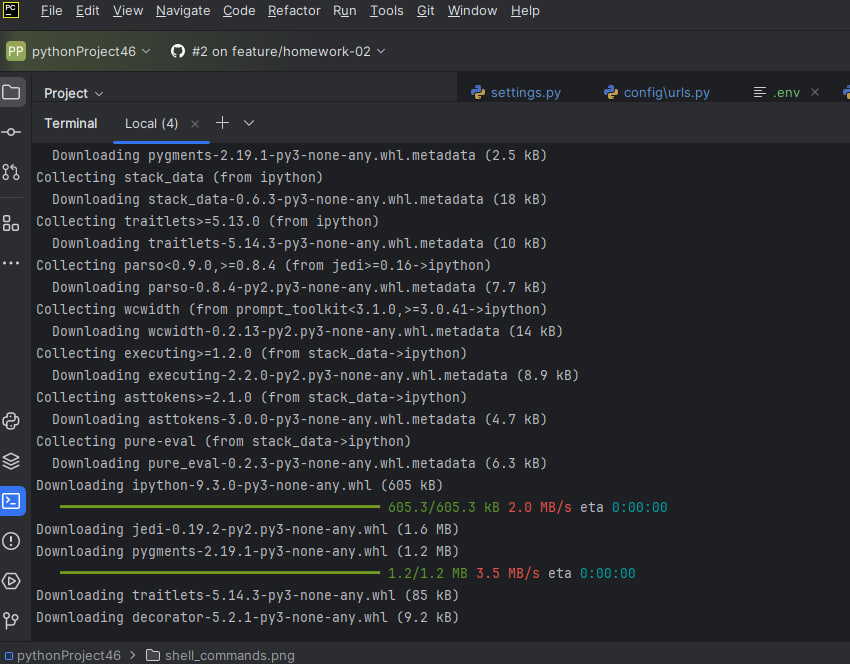 PC
File Edit View Navigate Code Refactor Run Tools Git Window Help
PP pythonProject46 #2 on feature/homework-02
Project settings.py config\urls.py .env
Terminal Local (4)
Downloading pygments-2.19.1-py3-none-any.whl.metadata (2.5 kB)
Collecting stack_data (from ipython)
Downloading stack_data-0.6.3-py3-none-any.whl.metadata (18 kB)
Collecting traitlets>=5.13.0 (from ipython)
Downloading traitlets-5.14.3-py3-none-any.whl.metadata (10 kB)
Collecting parso<0.9.0,>=0.8.4 (from jedi>=0.16->ipython)
Downloading parso-0.8.4-py2.py3-none-any.whl.metadata (7.7 kB)
Collecting wcwidth (from prompt_toolkit<3.1.0,>=3.0.41->ipython)
Downloading wcwidth-0.2.13-py2.py3-none-any.whl.metadata (14 kB)
Collecting executing>=1.2.0 (from stack_data->ipython)
Downloading executing-2.2.0-py2.py3-none-any.whl.metadata (8.9 kB)
Collecting asttokens>=2.1.0 (from stack_data->ipython)
Downloading asttokens-3.0.0-py3-none-any.whl.metadata (4.7 kB)
Collecting pure-eval (from stack_data->ipython)
Downloading pure_eval-0.2.3-py3-none-any.whl.metadata (6.3 kB)
Downloading ipython-9.3.0-py3-none-any.whl (605 kB)
605.3/605.3 kB 2.0 MB/s eta 0:00:00
Downloading jedi-0.19.2-py2.py3-none-any.whl (1.6 MB)
Downloading pygments-2.19.1-py3-none-any.whl (1.2 MB)
1.2/1.2 MB 3.5 MB/s eta 0:00:00
Downloading traitlets-5.14.3-py3-none-any.whl (85 kB)
Downloading decorator-5.2.1-py3-none-any.whl (9.2 kB)
pythonProject46 > shell_commands.png